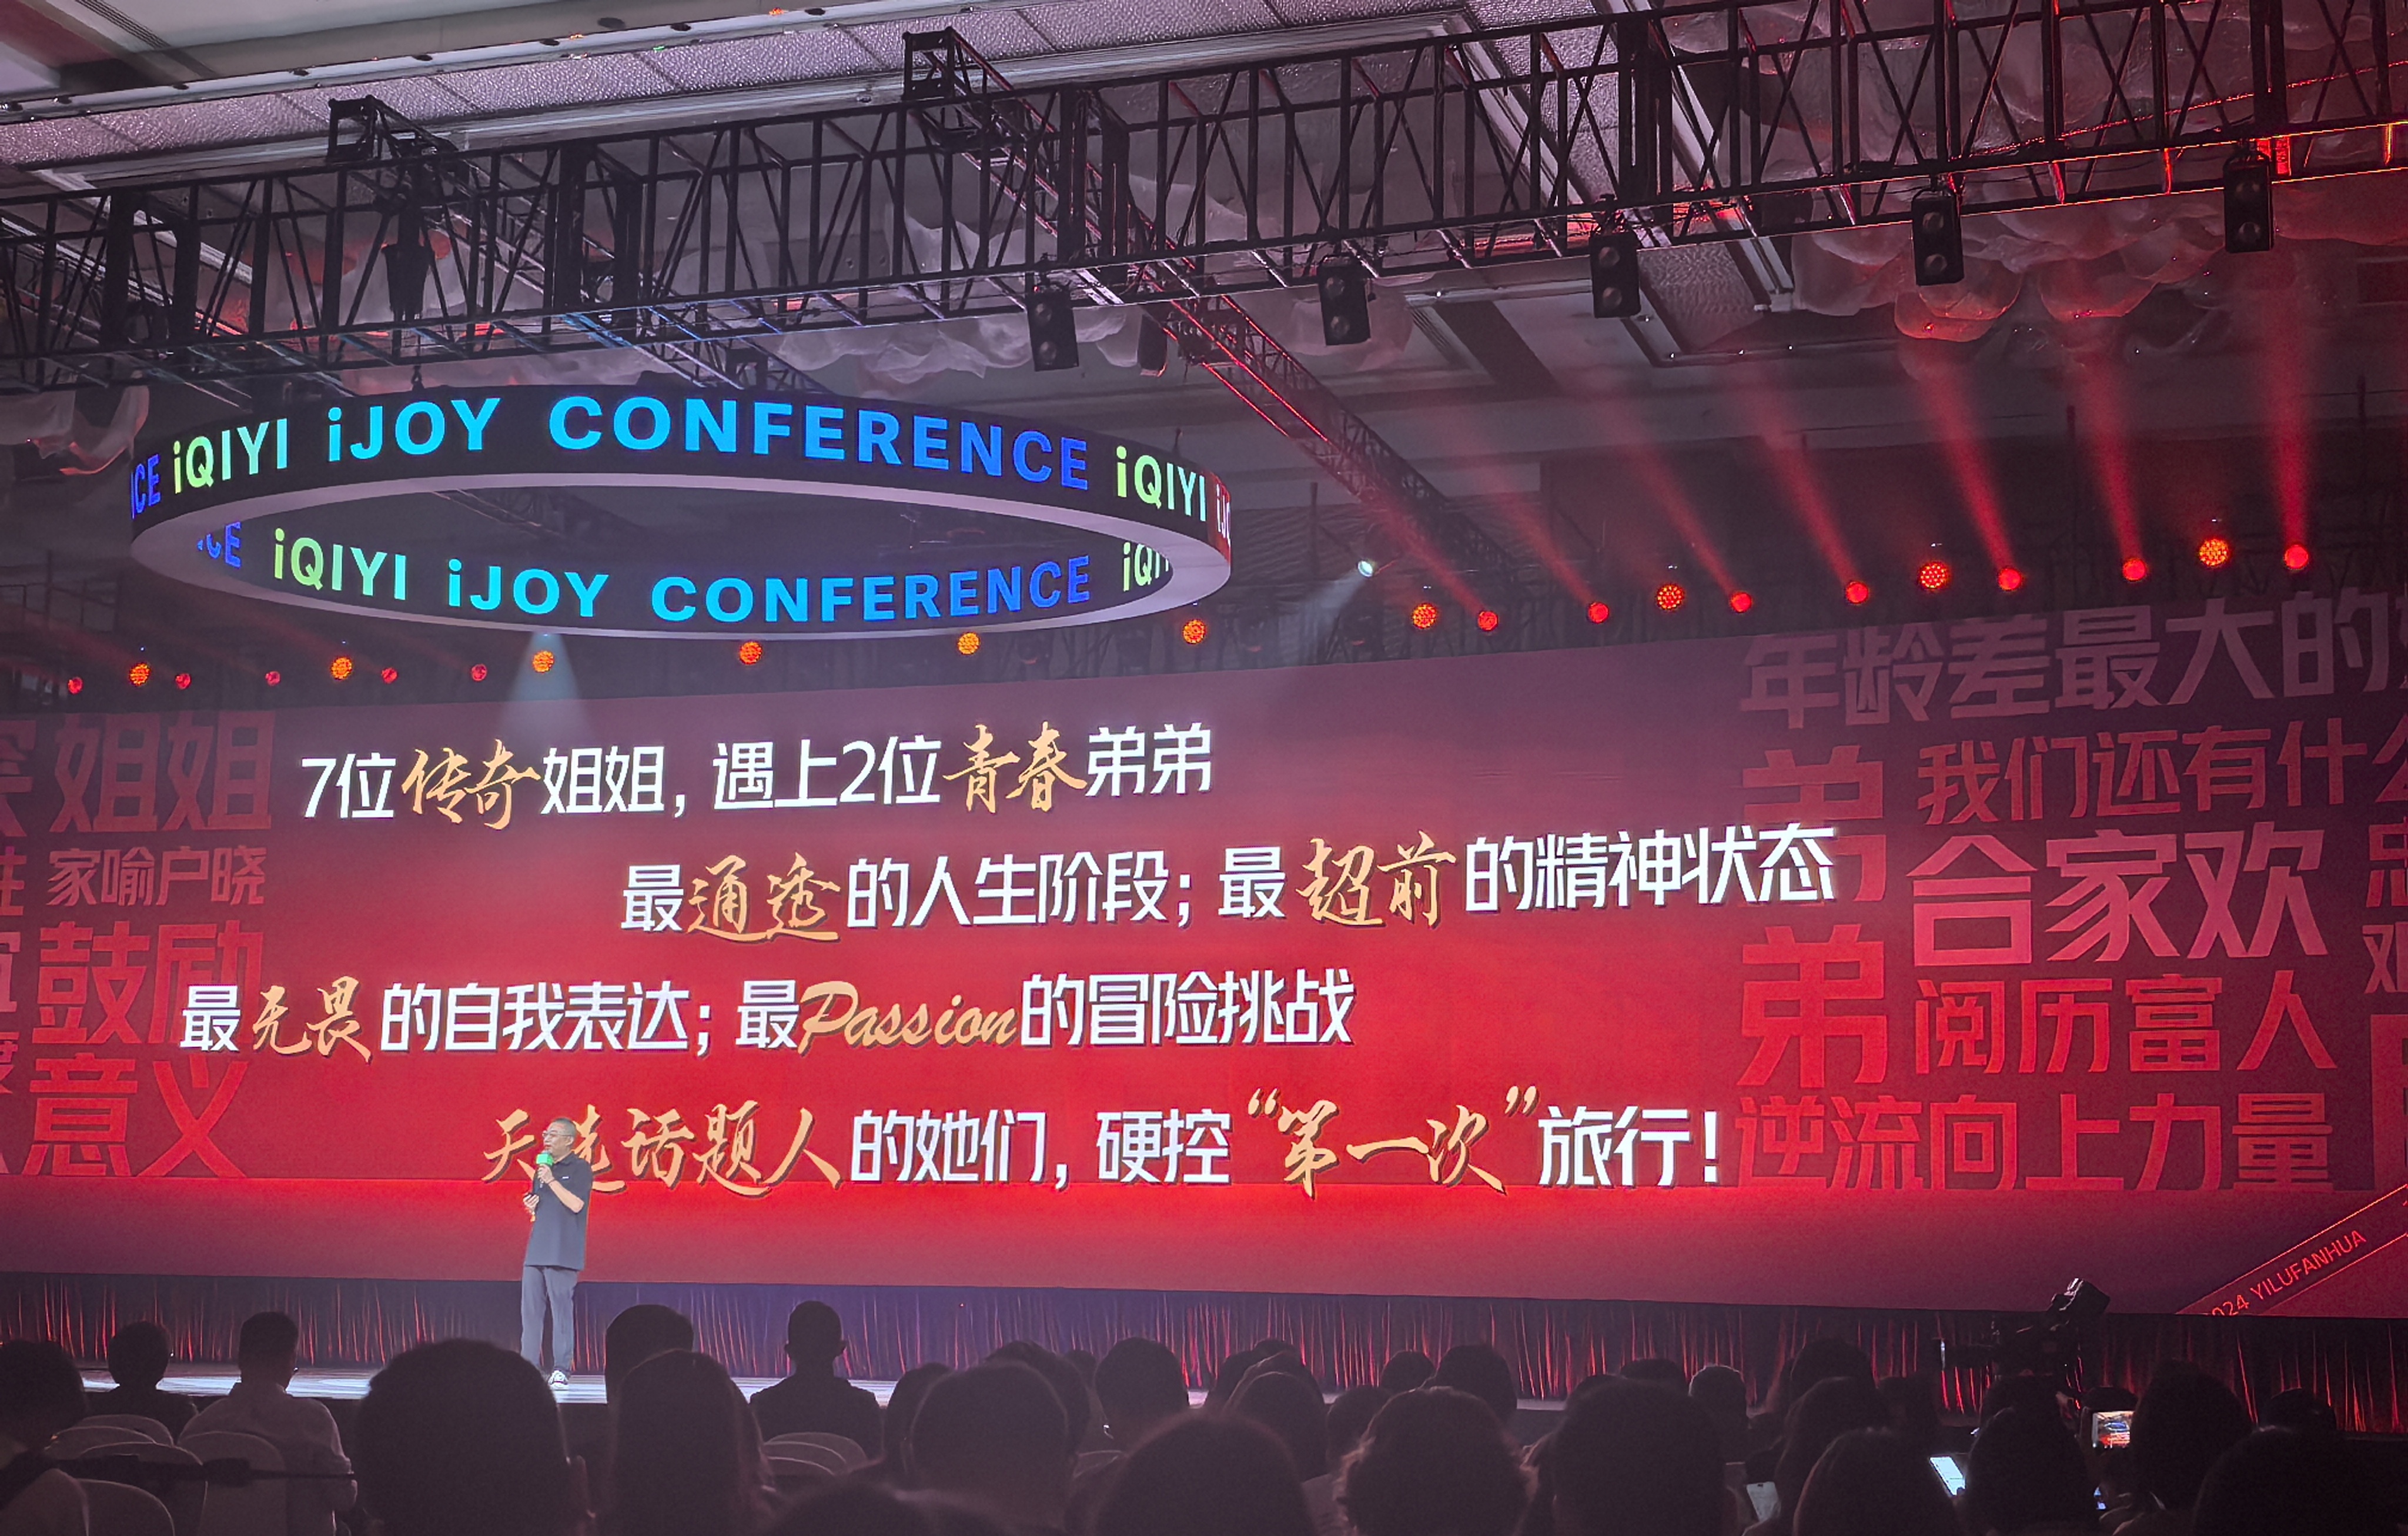 iQIYI iJOY CONFERENCE iQIYI
iQIYI iJOY CONFERENCE
7位传奇姐姐，遇上2位青春弟弟
最通透的人生阶段；最超前的精神状态
最无畏的自我表达；最Passion的冒险挑战
天选话题人的她们，硬控“第一次”旅行！
姐姐
家喻户晓
鼓励
意义
年龄差最大的
弟弟
我们还有什么
合家欢
阅历富人
逆流向上力量
2024 YILUFANHUA